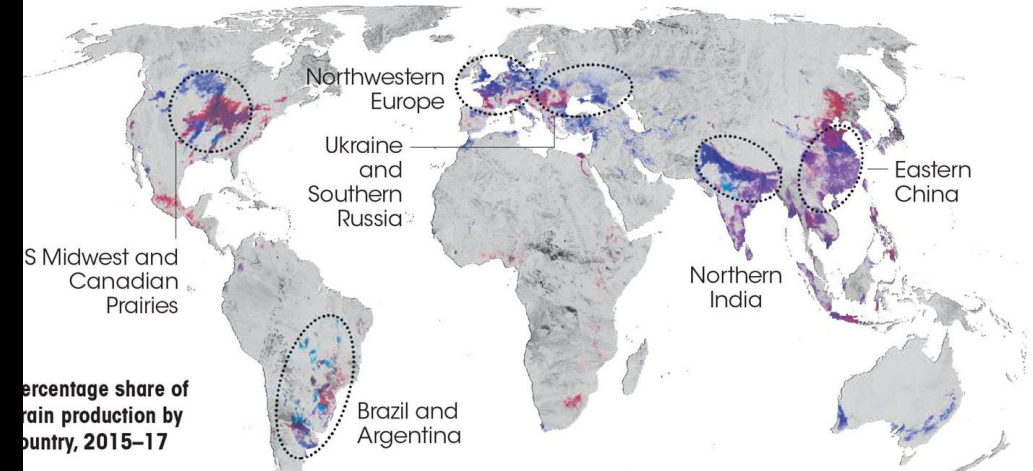 Northwestern
Europe
Ukraine
and
Southern
Russia
Eastern
China
S Midwest and
Canadian
Prairies
Northern
India
Brazil and
Argentina
ercentage share of
rain production by
ountry, 2015–17